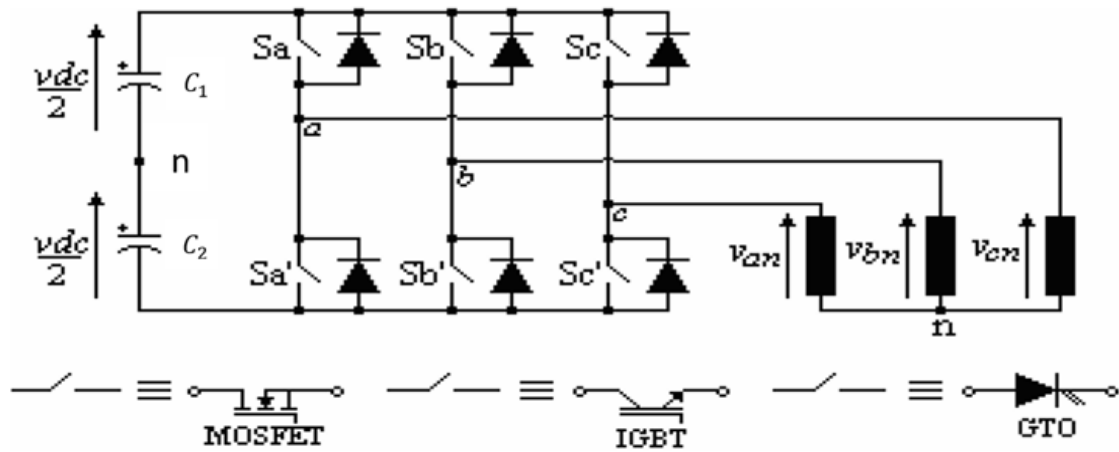 Sa
Sb
Sc
vdc
2
C₁
a
n
b
c
vdc
2
C₂
Sa'
Sb'
Sc'
van
vbn
vcn
n
MOSFET
IGBT
GTO